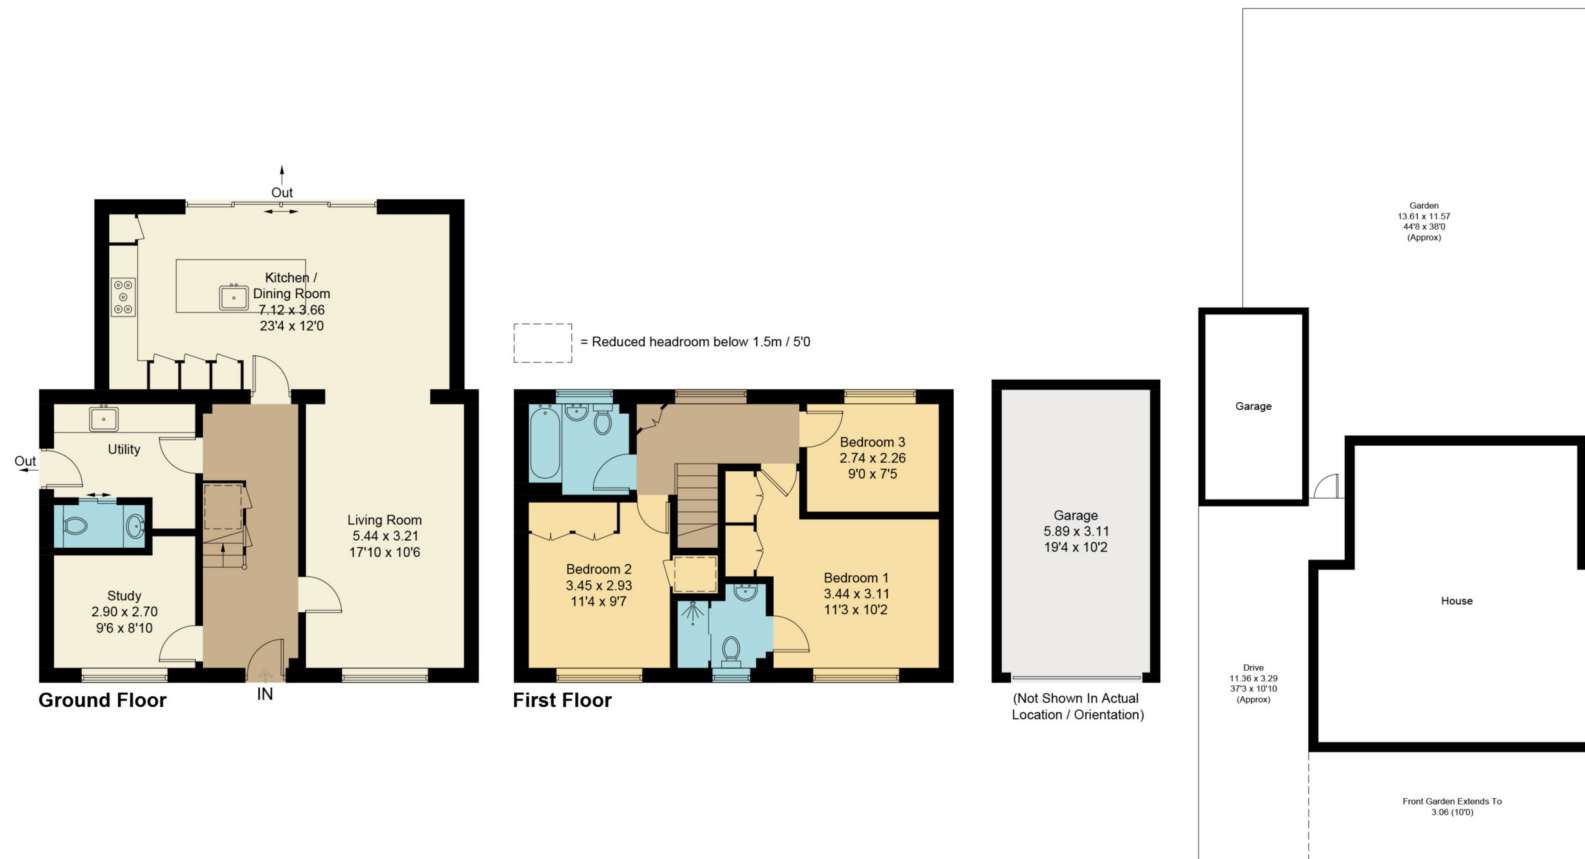 Out
Kitchen /
Dining Room
7.12 x 3.66
23'4 x 12'0
Utility
Out
Living Room
5.44 x 3.21
17'10 x 10'6
Study
2.90 x 2.70
9'6 x 8'10
IN
Ground Floor
= Reduced headroom below 1.5m / 5'0
Bedroom 3
2.74 x 2.26
9'0 x 7'5
Bedroom 2
3.45 x 2.93
11'4 x 9'7
Bedroom 1
3.44 x 3.11
11'3 x 10'2
First Floor
Garage
5.89 x 3.11
19'4 x 10'2
(Not Shown In Actual
Location / Orientation)
Garden
13.61 x 11.57
44'8 x 38'0
(Approx)
Garage
House
Drive
11.36 x 3.29
37'3 x 10'10
(Approx)
Front Garden Extends To
3.06 (10'0)